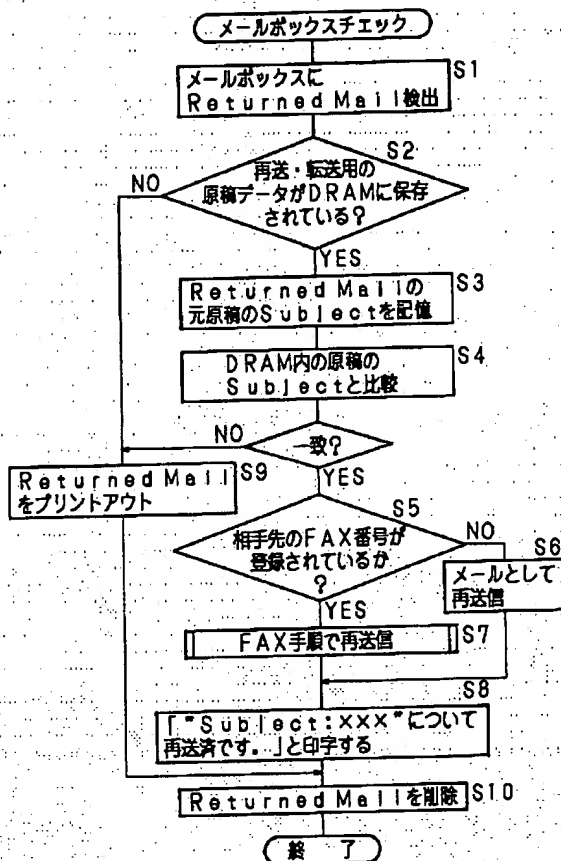 メールボックスチェック
メールボックスに
Returned Mail検出
S1
S2
再送・転送用の
原稿データがDRAMに保存
されている?
NO
YES
Returned Mailの
元原稿のSubjectを記憶
S3
DRAM内の原稿の
Subjectと比較
S4
一致?
NO
YES
Returned Mail
をプリントアウト
S9
S5
相手先のFAX番号が
登録されているか
?
NO
YES
S6
メールとして
再送信
FAX手順で再送信
S7
S8
「"Subject:×××"について
再送済です。」と印字する
Returned Mailを削除
S10
終 了